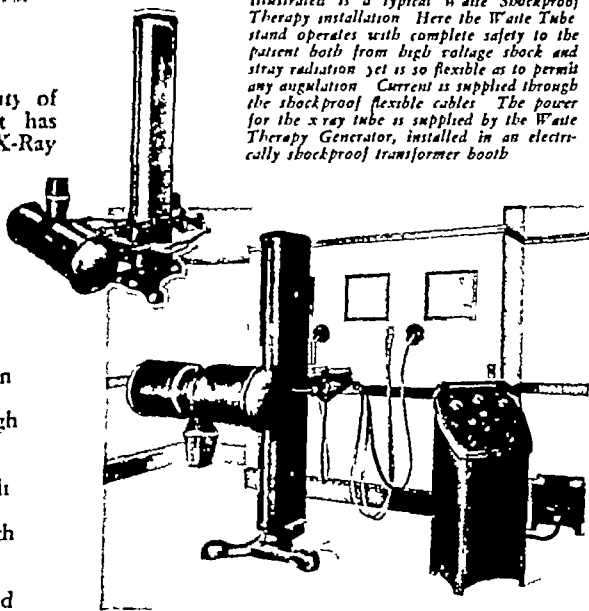 Illustrated is a typical Waite Shockproof
Therapy installation Here the Waite Tube
stand operates with complete safety to the
patient both from high voltage shock and
stray radiation yet is so flexible as to permit
any angulation Current is supplied through
the shockproof flexible cables The power
for the x ray tube is supplied by the Waite
Therapy Generator, installed in an electri-
cally shockproof transformer booth
ity of
t has
X-Ray
n
gh
th
d